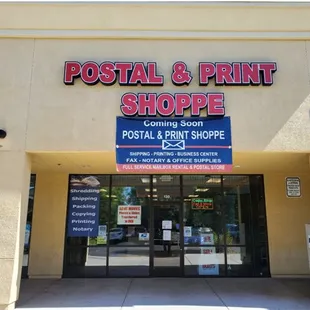 POSTAL & PRINT
SHOPPE
Coming Soon
POSTAL & PRINT SHOPPE
SHIPPING - PRINTING - BUSINESS CENTER
FAX - NOTARY - OFFICE SUPPLIES
FULL SERVICE MAILBOX RENTAL & POSTAL STORE
Shredding
Shipping
Packing
Copying
Printing
Notary